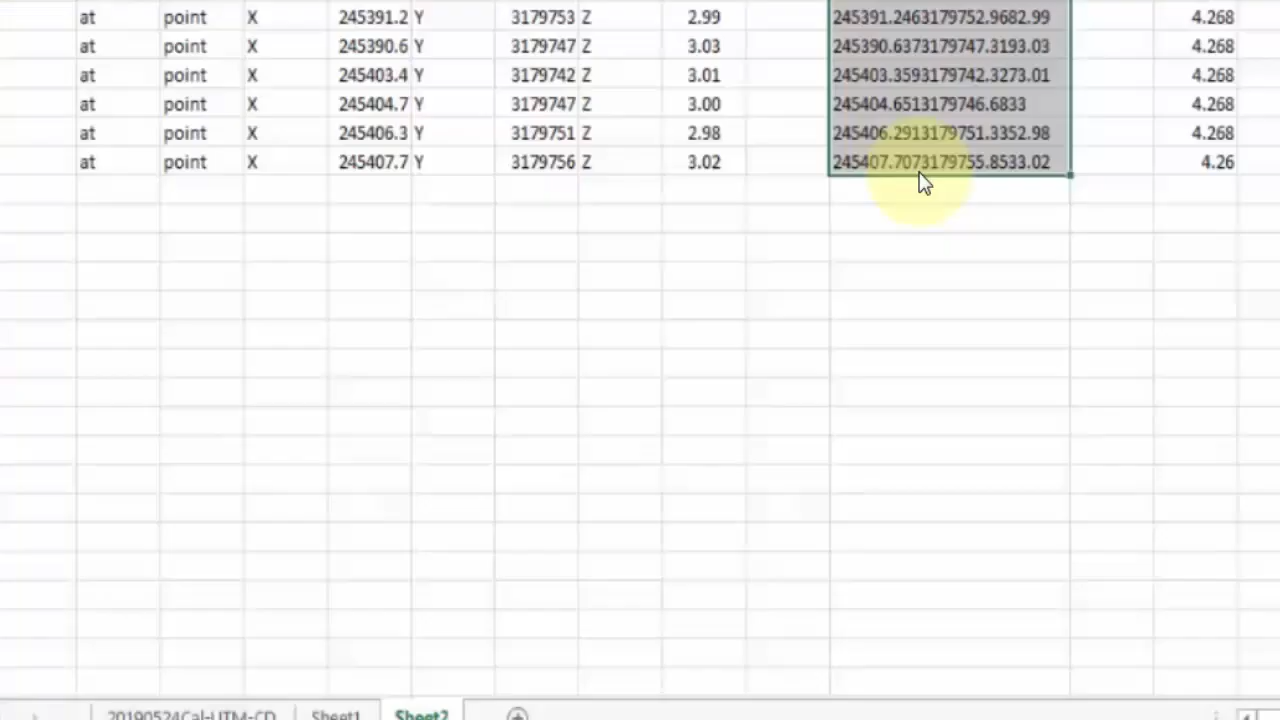 at point X 245391.2 Y 3179753 Z 2.99 245391.2463179752.9682.99 4.268
at point X 245390.6 Y 3179747 Z 3.03 245390.6373179747.3193.03 4.268
at point X 245403.4 Y 3179742 Z 3.01 245403.3593179742.3273.01 4.268
at point X 245404.7 Y 3179747 Z 3.00 245404.6513179746.6833 4.268
at point X 245406.3 Y 3179751 Z 2.98 245406.2913179751.3352.98 4.268
at point X 245407.7 Y 3179756 Z 3.02 245407.7073179755.8533.02 4.26
20190524Cal-UTM-CD Sheet1 Sheet2